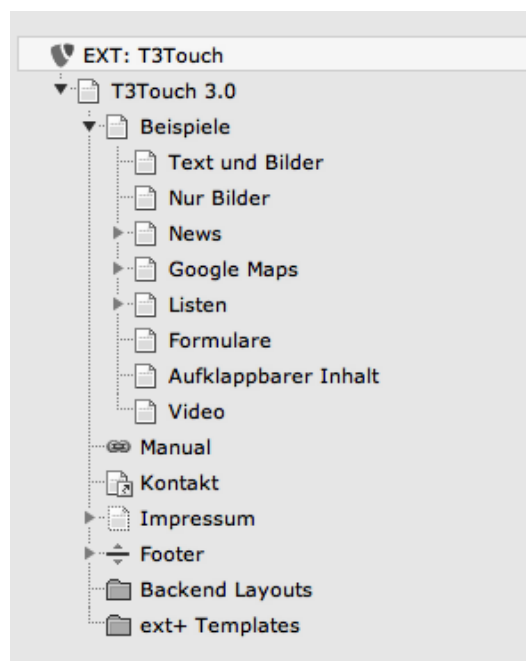 EXT: T3Touch
T3Touch 3.0
Beispiele
Text und Bilder
Nur Bilder
News
Google Maps
Listen
Formulare
Aufklappbarer Inhalt
Video
Manual
Kontakt
Impressum
Footer
Backend Layouts
ext+ Templates